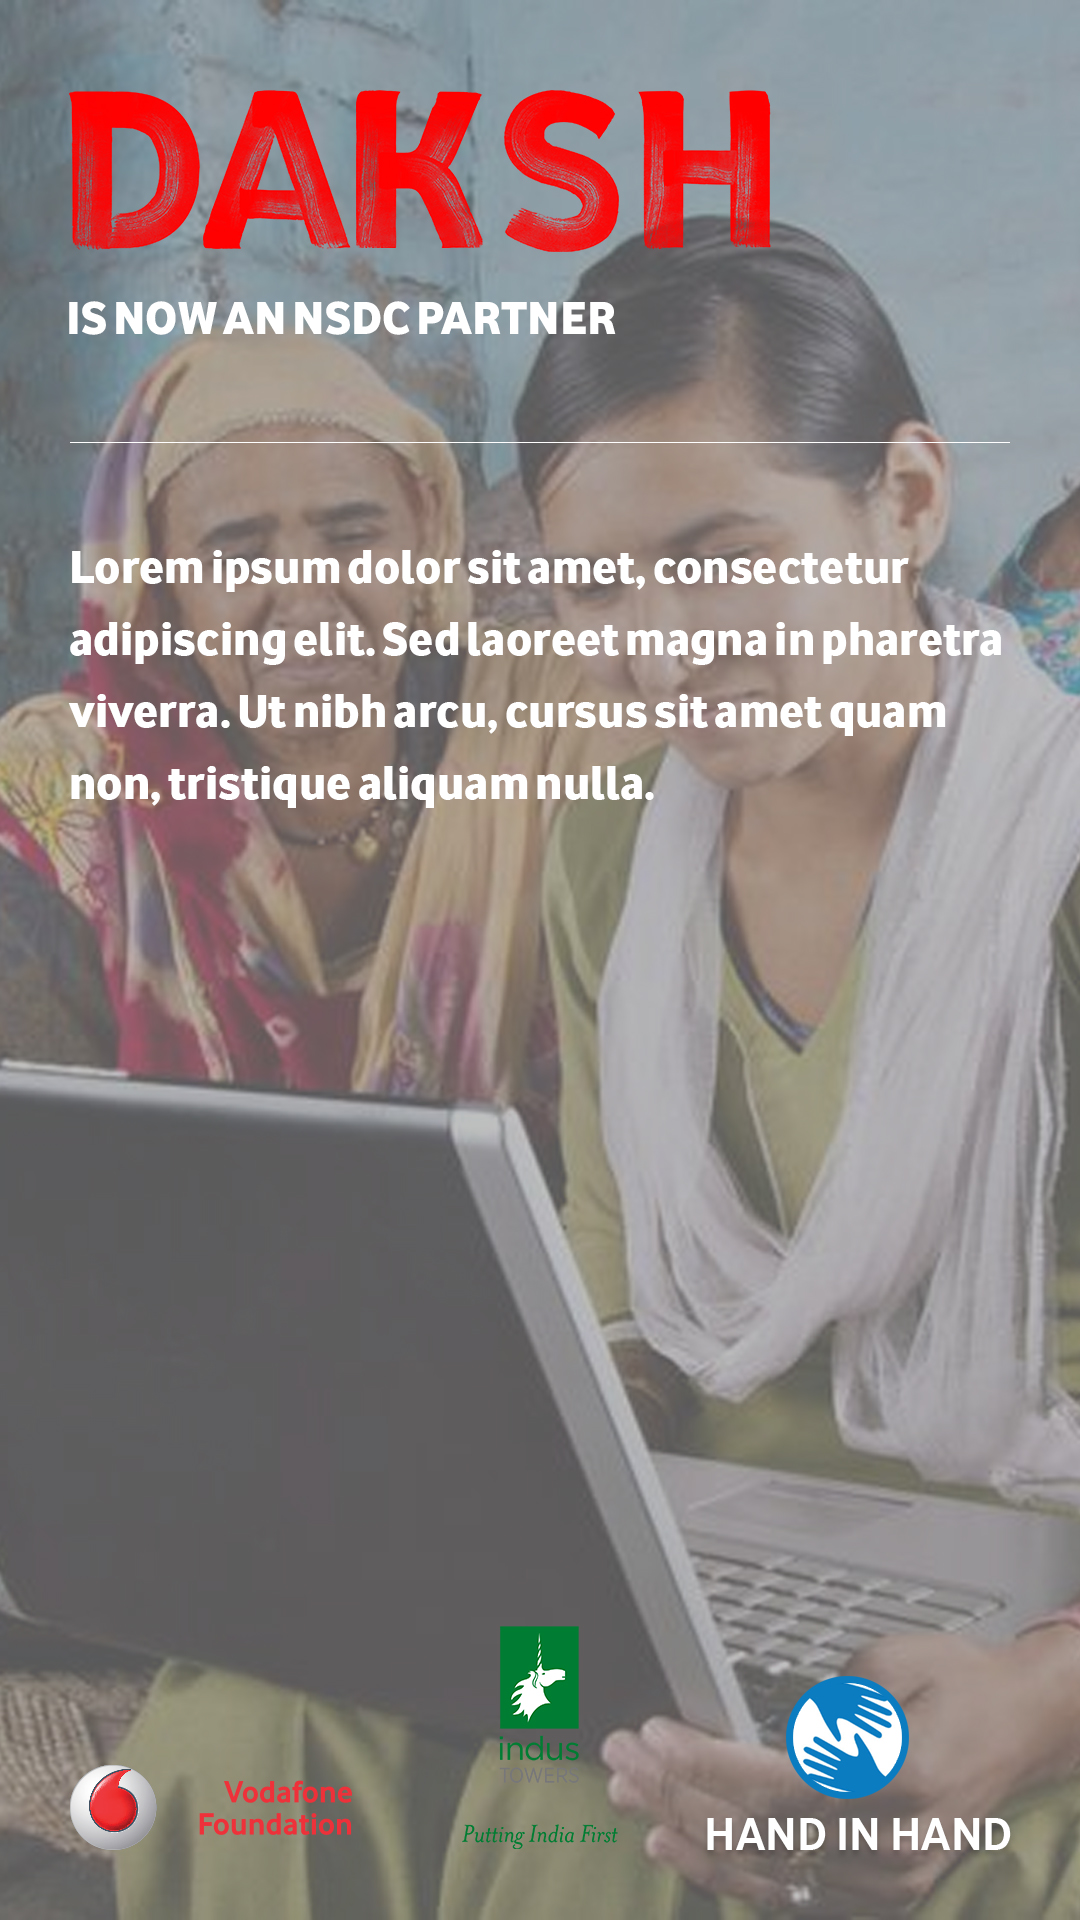 DAKSH
IS NOW AN NSDC PARTNER
Lorem ipsum dolor sit amet, consectetur
adipiscing elit. Sed laoreet magna in pharetra
viverra. Ut nibh arcu, cursus sit amet quam
non, tristique aliquam nulla.
Vodafone
Foundation
indus
TOWERS
Putting India First
HAND IN HAND